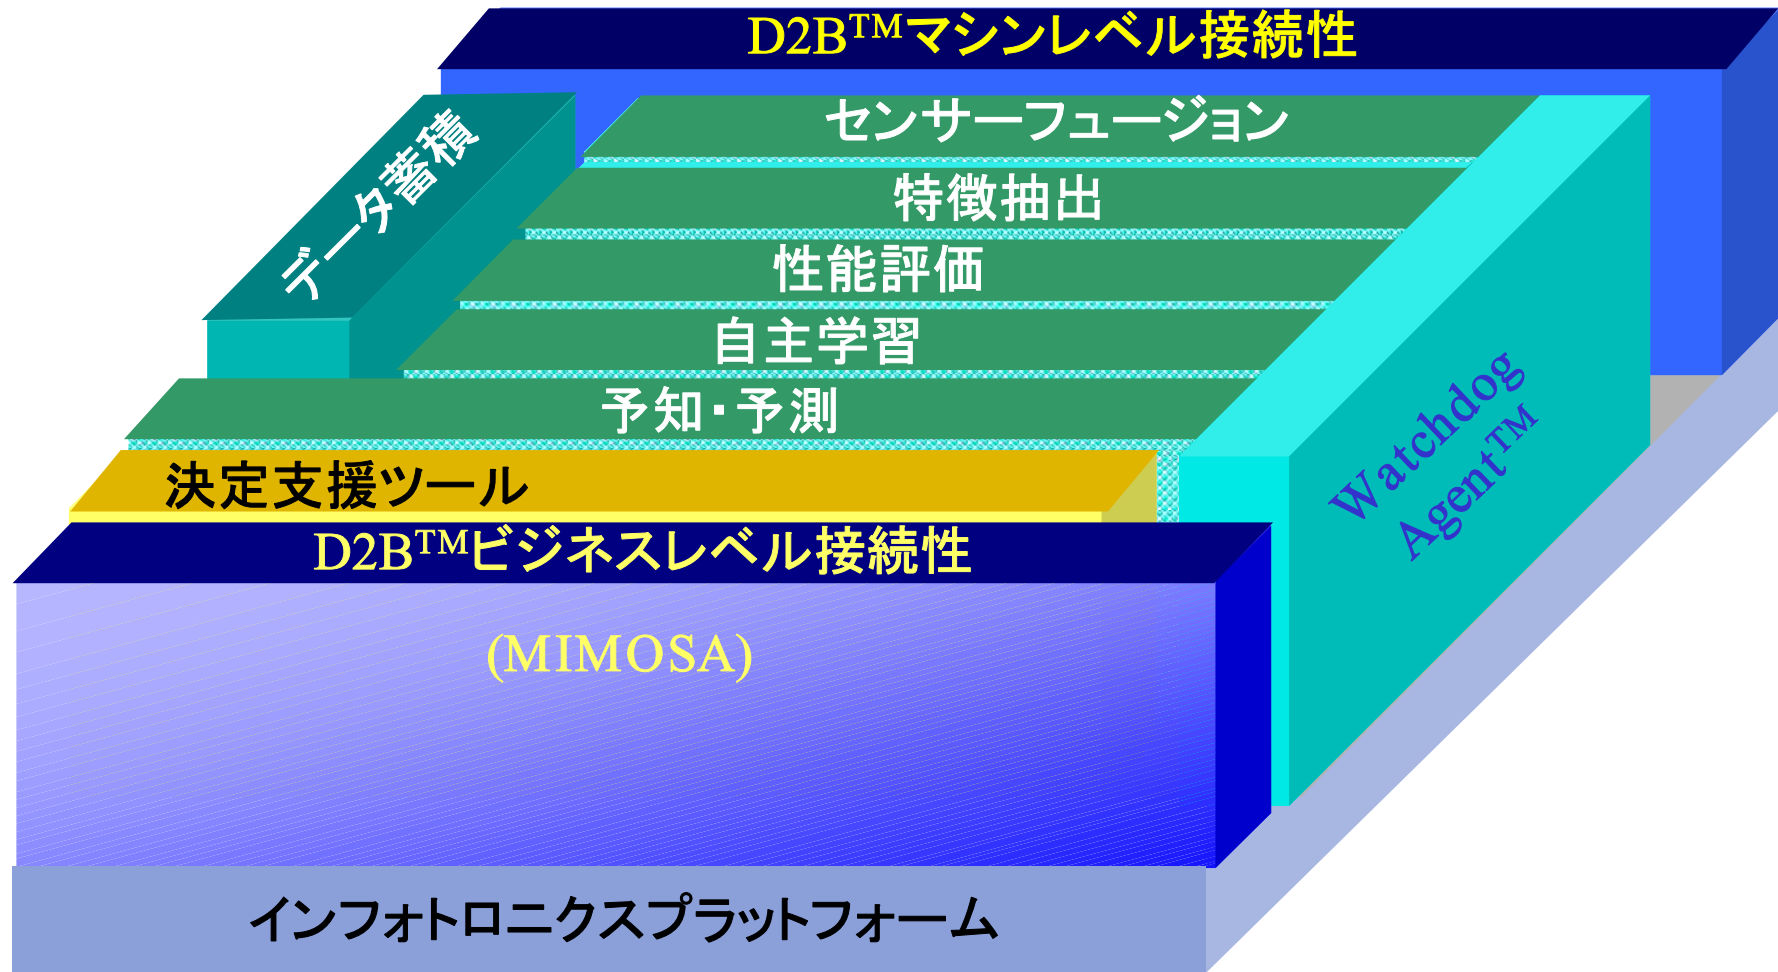 D2B™マシンレベル接続性
センサーフュージョン
データ蓄積
特徴抽出
性能評価
自主学習
予知・予測
決定支援ツール
Watchdog
Agent™
D2B™ビジネスレベル接続性
(MIMOSA)
インフォトロニクスプラットフォーム